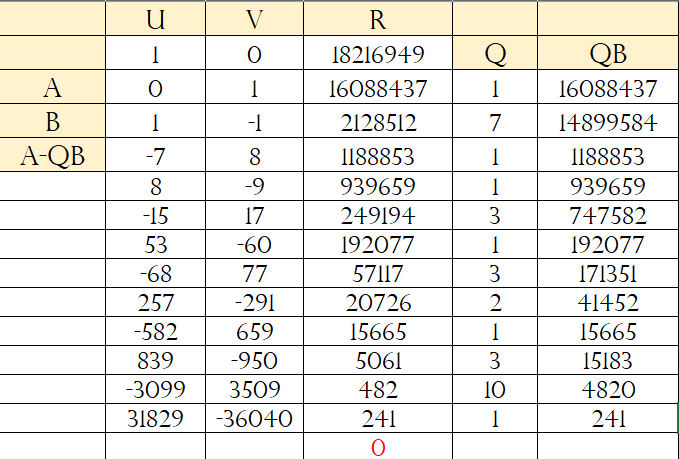 U V R
1 0 18216949 Q QB
A 0 1 16088437 1 16088437
B 1 -1 2128512 7 14899584
A-QB -7 8 1188853 1 1188853
8 -9 939659 1 939659
-15 17 249194 3 747582
53 -60 192077 1 192077
-68 77 57117 3 171351
257 -291 20726 2 41452
-582 659 15665 1 15665
839 -950 5061 3 15183
-3099 3509 482 10 4820
31829 -36040 241 1 241
0